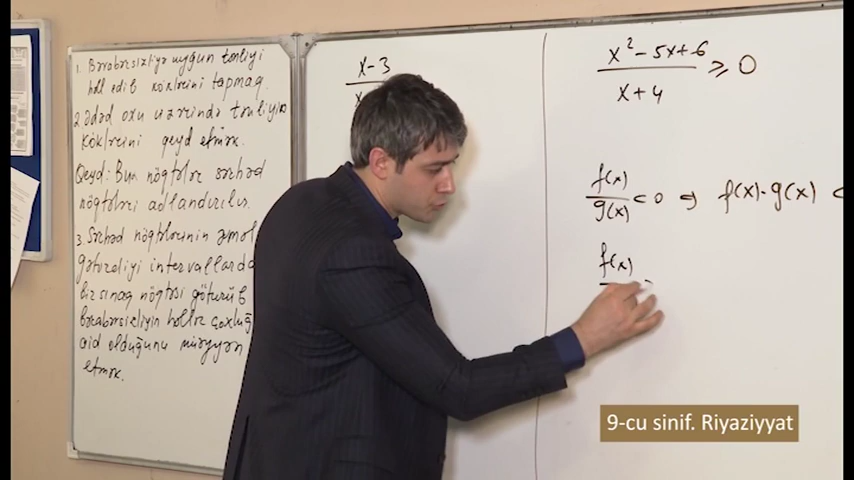 1. Bərabərsizliyə uyğun tənliyi
həll edib köklərini tapmaq.
2. Ədəd oxu üzərində tənliyin
köklərini qeyd etmək.
Qeyd: Bun nöqtələr sərhəd
nöqtələri adlandırılır.
3. Sərhəd nöqtələrinin əmələ
gətirdiyi intervallarda
bir sınaq nöqtəsi götürüb
bərabərsizliyin həllər çoxluğ
aid olduğunu müəyyən
etmək.
x-3
x
x² - 5x + 6
x + 4
≥ 0
f(x)
g(x)
< 0 ⇒ f(x)·g(x) <
f(x)
9-cu sinif. Riyaziyyat